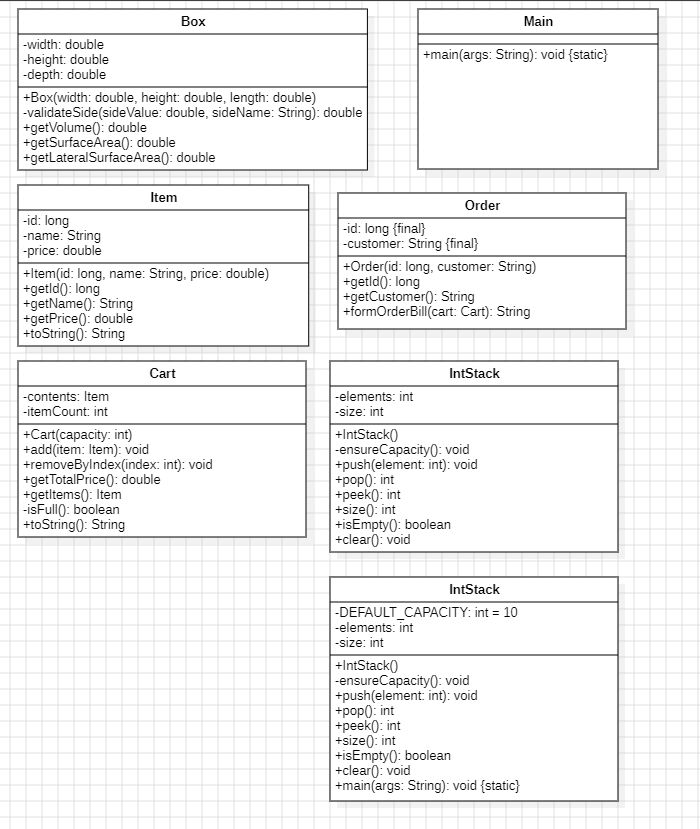 Box
-width: double
-height: double
-depth: double
+Box(width: double, height: double, length: double)
-validateSide(sideValue: double, sideName: String): double
+getVolume(): double
+getSurfaceArea(): double
+getLateralSurfaceArea(): double
Main
+main(args: String): void {static}
Item
-id: long
-name: String
-price: double
+Item(id: long, name: String, price: double)
+getId(): long
+getName(): String
+getPrice(): double
+toString(): String
Order
-id: long {final}
-customer: String {final}
+Order(id: long, customer: String)
+getId(): long
+getCustomer(): String
+formOrderBill(cart: Cart): String
Cart
-contents: Item
-itemCount: int
+Cart(capacity: int)
+add(item: Item): void
+removeByIndex(index: int): void
+getTotalPrice(): double
+getItems(): Item
-isFull(): boolean
+toString(): String
IntStack
-elements: int
-size: int
+IntStack()
-ensureCapacity(): void
+push(element: int): void
+pop(): int
+peek(): int
+size(): int
+isEmpty(): boolean
+clear(): void
IntStack
-DEFAULT_CAPACITY: int = 10
-elements: int
-size: int
+IntStack()
-ensureCapacity(): void
+push(element: int): void
+pop(): int
+peek(): int
+size(): int
+isEmpty(): boolean
+clear(): void
+main(args: String): void {static}